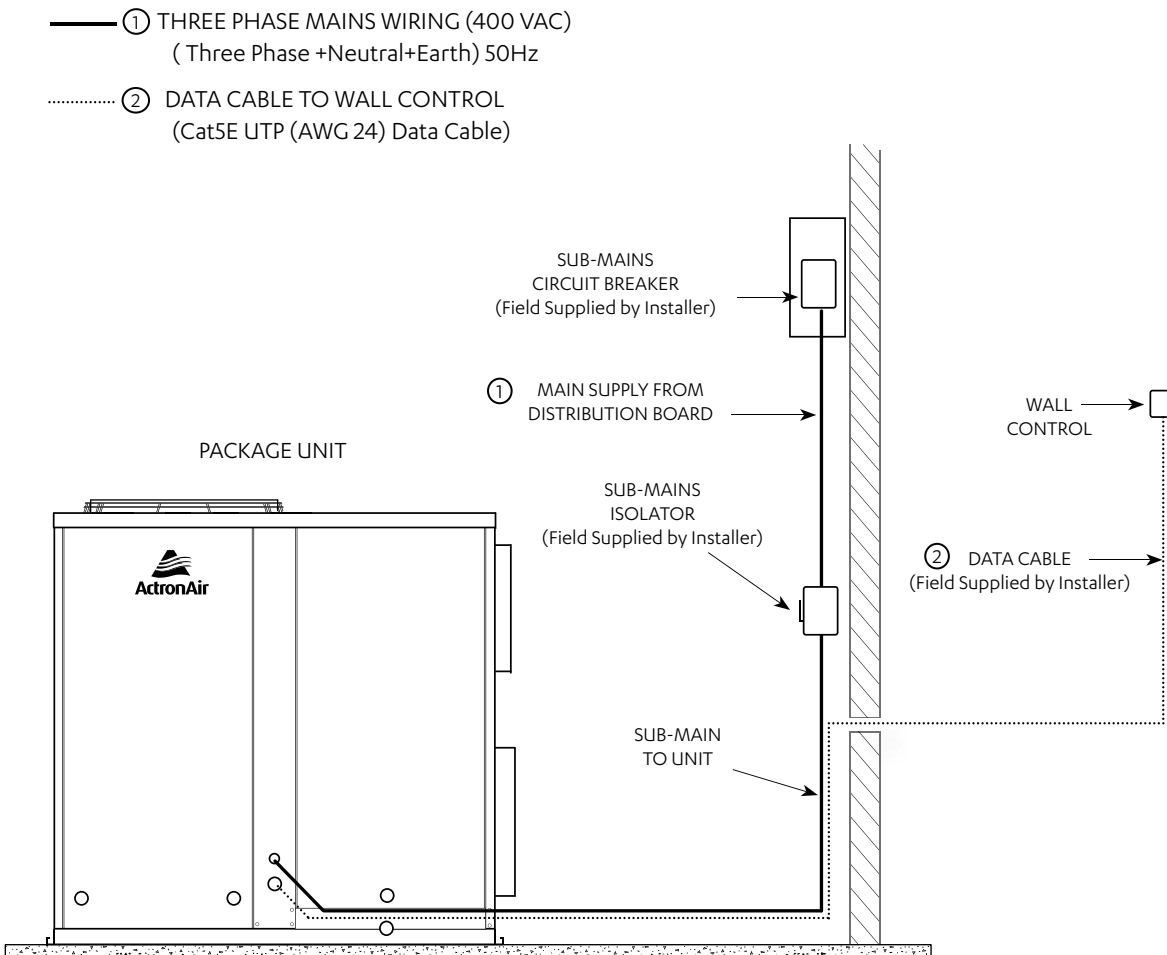 ① THREE PHASE MAINS WIRING (400 VAC)
( Three Phase +Neutral+Earth) 50Hz
② DATA CABLE TO WALL CONTROL
(Cat5E UTP (AWG 24) Data Cable)
SUB-MAINS
CIRCUIT BREAKER
(Field Supplied by Installer)
① MAIN SUPPLY FROM
DISTRIBUTION BOARD
WALL
CONTROL
PACKAGE UNIT
SUB-MAINS
ISOLATOR
(Field Supplied by Installer)
② DATA CABLE
(Field Supplied by Installer)
ActronAir
SUB-MAIN
TO UNIT